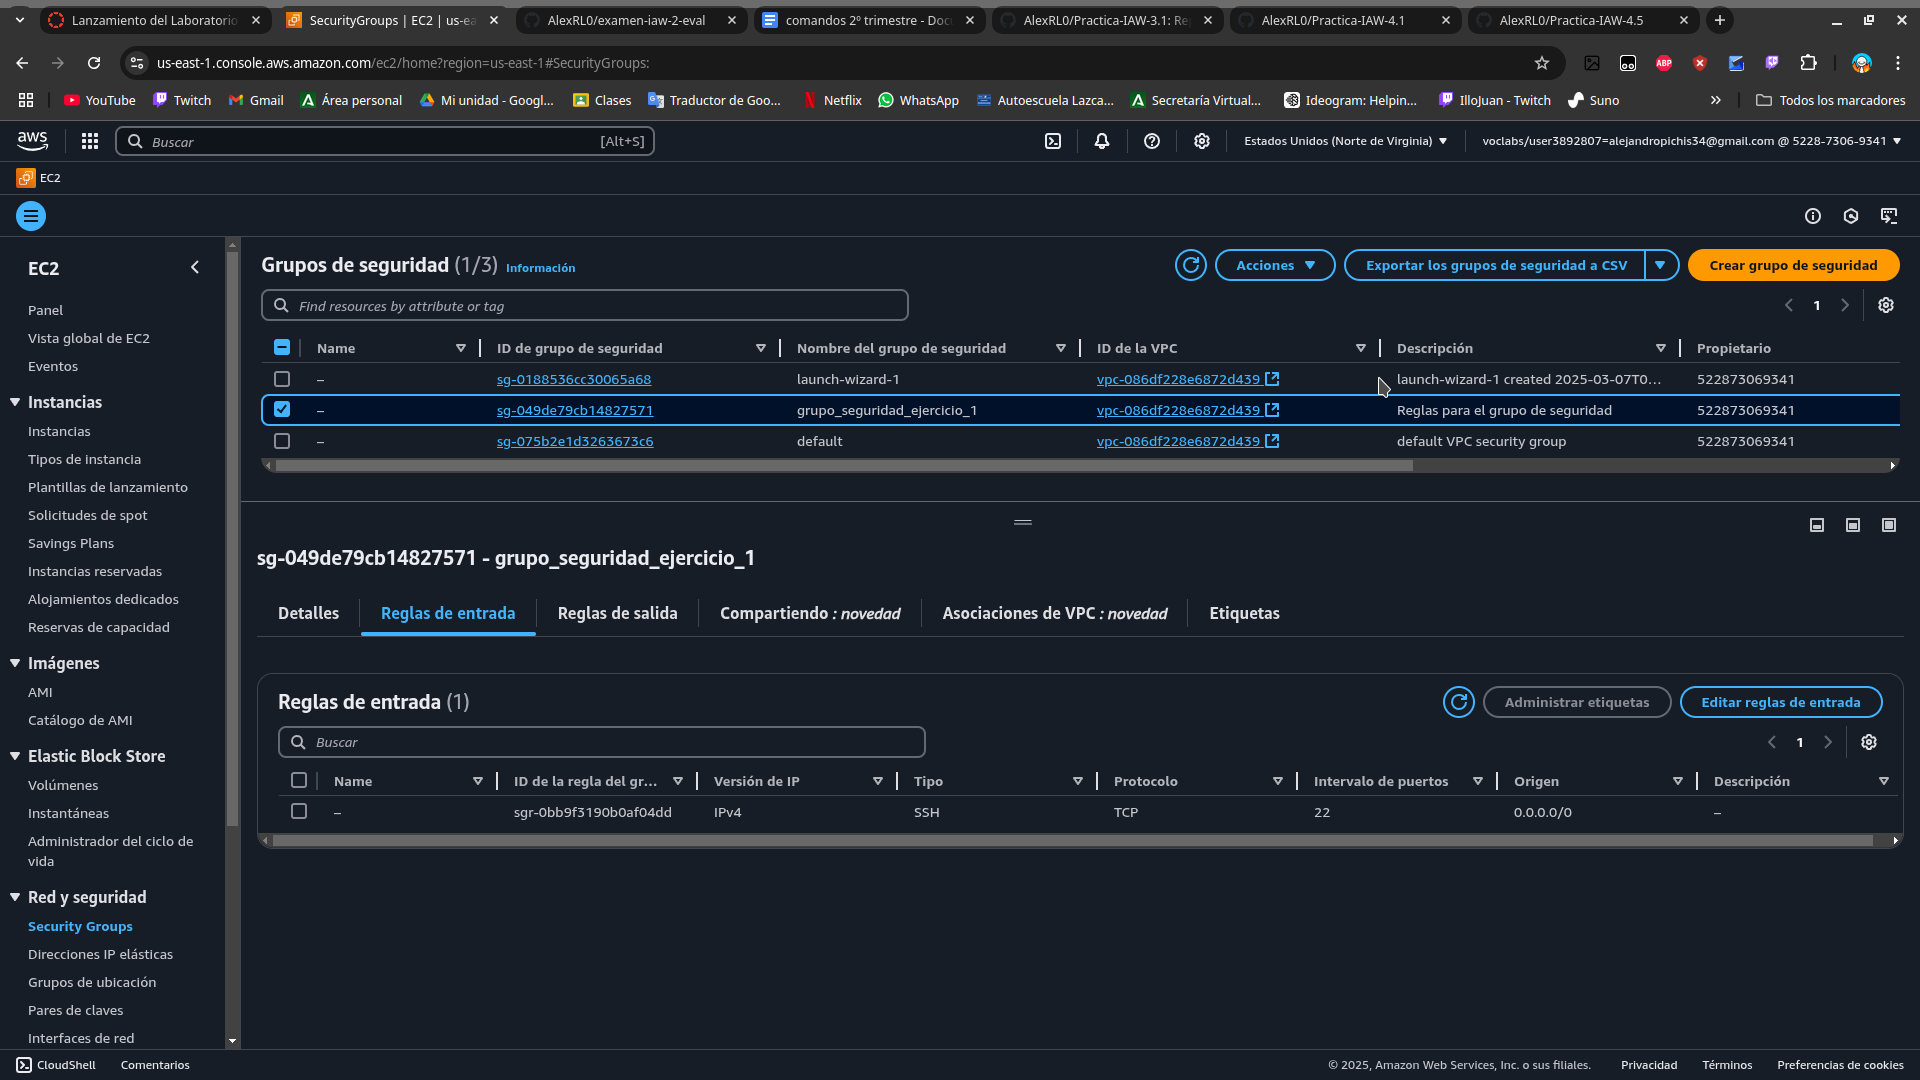 Lanzamiento del Laboratorio
SecurityGroups | EC2 | us-ea
AlexRL0/examen-iaw-2-eval
comandos 2º trimestre - Doc
AlexRL0/Practica-IAW-3.1: Re
AlexRL0/Practica-IAW-4.1
AlexRL0/Practica-IAW-4.5
us-east-1.console.aws.amazon.com/ec2/home?region=us-east-1#SecurityGroups:
ABP
YouTube
Twitch
Gmail
Área personal
Mi unidad - Googl...
Clases
Traductor de Goo...
Netflix
WhatsApp
Autoescuela Lazca...
Secretaría Virtual...
Ideogram: Helpin...
IlloJuan - Twitch
Suno
Todos los marcadores
aws
Buscar
[Alt+S]
Estados Unidos (Norte de Virginia)
voclabs/user3892807=alejandropichis34@gmail.com @ 5228-7306-9341
EC2
EC2
Panel
Vista global de EC2
Eventos
Instancias
Instancias
Tipos de instancia
Plantillas de lanzamiento
Solicitudes de spot
Savings Plans
Instancias reservadas
Alojamientos dedicados
Reservas de capacidad
Imágenes
AMI
Catálogo de AMI
Elastic Block Store
Volúmenes
Instantáneas
Administrador del ciclo de
vida
Red y seguridad
Security Groups
Direcciones IP elásticas
Grupos de ubicación
Pares de claves
Interfaces de red
Grupos de seguridad (1/3) Información
Acciones
Exportar los grupos de seguridad a CSV
Crear grupo de seguridad
Find resources by attribute or tag
1
Name ID de grupo de seguridad Nombre del grupo de seguridad ID de la VPC Descripción Propietario
– sg-0188536cc30065a68 launch-wizard-1 vpc-086df228e6872d439 launch-wizard-1 created 2025-03-07T0... 522873069341
– sg-049de79cb14827571 grupo_seguridad_ejercicio_1 vpc-086df228e6872d439 Reglas para el grupo de seguridad 522873069341
– sg-075b2e1d3263673c6 default vpc-086df228e6872d439 default VPC security group 522873069341
sg-049de79cb14827571 - grupo_seguridad_ejercicio_1
Detalles
Reglas de entrada
Reglas de salida
Compartiendo : novedad
Asociaciones de VPC : novedad
Etiquetas
Reglas de entrada (1)
Administrar etiquetas
Editar reglas de entrada
Buscar
1
Name ID de la regla del gr... Versión de IP Tipo Protocolo Intervalo de puertos Origen Descripción
– sgr-0bb9f3190b0af04dd IPv4 SSH TCP 22 0.0.0.0/0 –
CloudShell
Comentarios
© 2025, Amazon Web Services, Inc. o sus filiales.
Privacidad
Términos
Preferencias de cookies